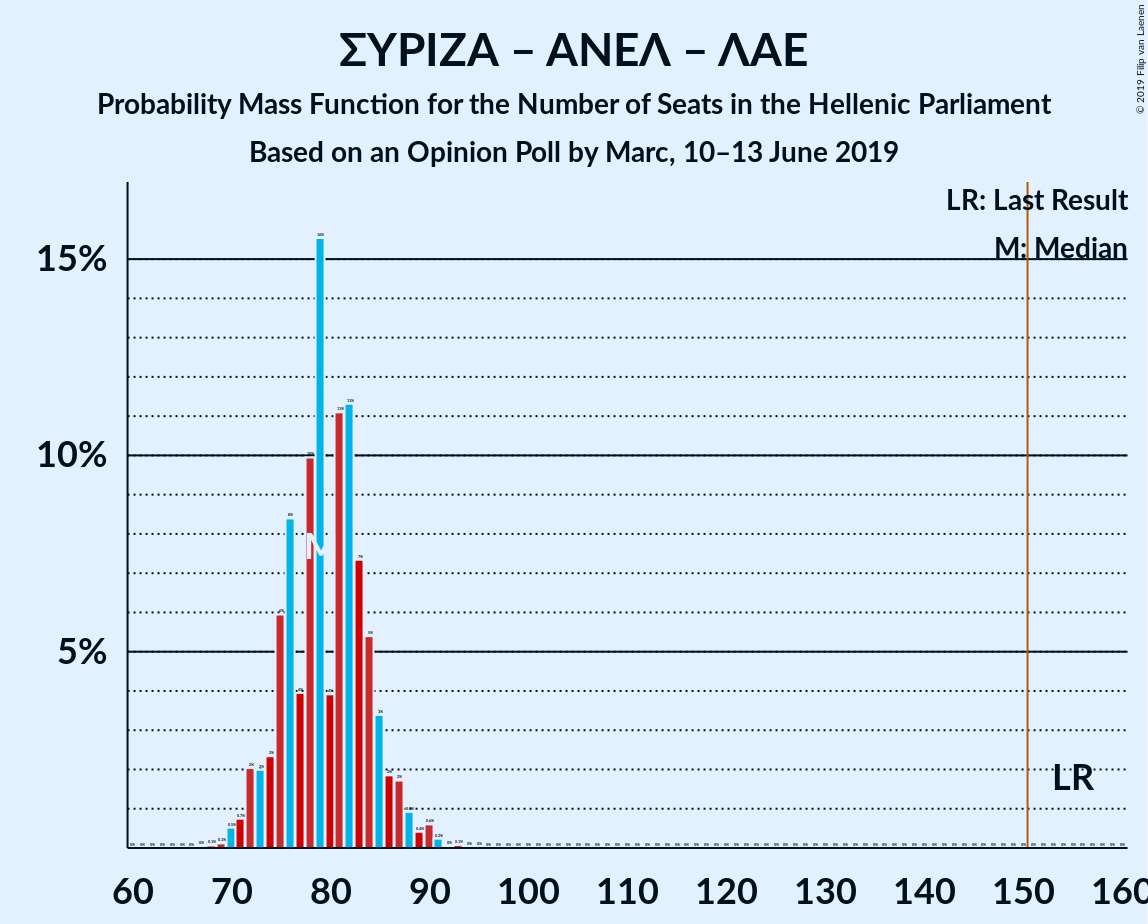 ΣΥΡΙΖΑ – ΑΝΕΛ – ΛΑΕ
Probability Mass Function for the Number of Seats in the Hellenic Parliament
Based on an Opinion Poll by Marc, 10–13 June 2019
© 2019 Filip van Laenen
LR: Last Result
M: Median
15%
10%
5%
M
LR
60 70 80 90 100 110 120 130 140 150 160